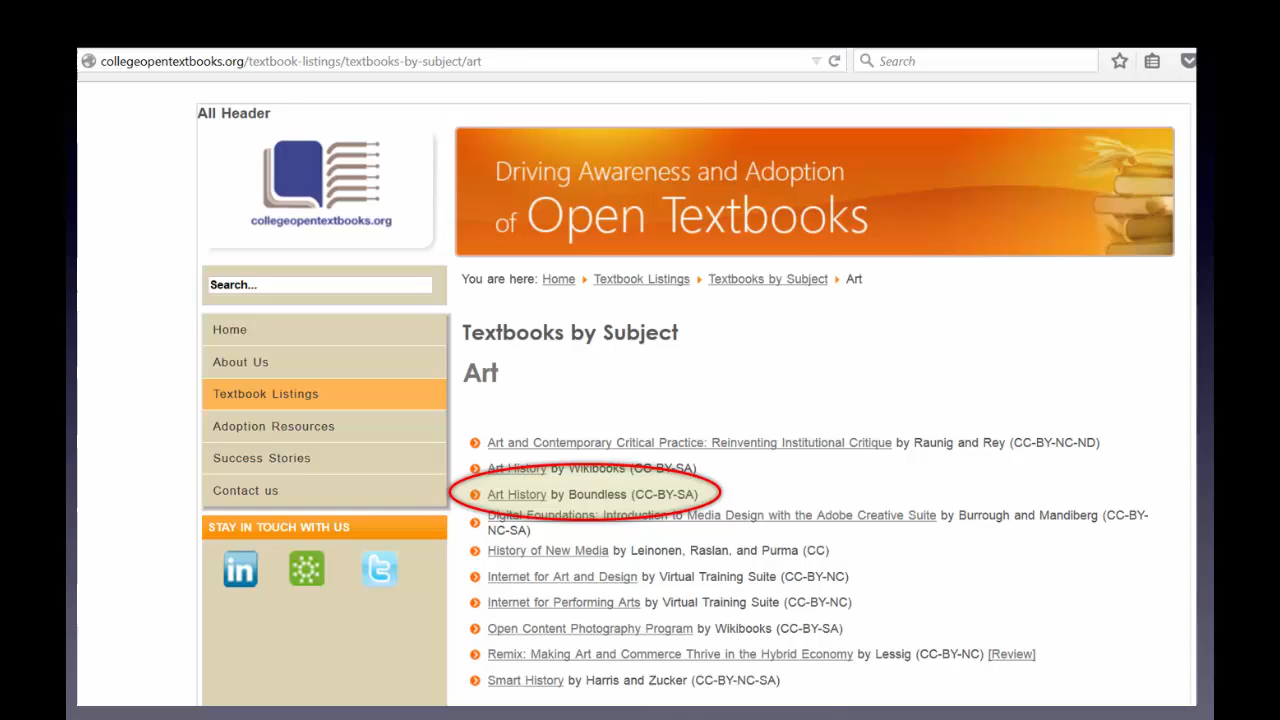 collegeopentextbooks.org/textbook-listings/textbooks-by-subject/art
Search
All Header
collegeopentextbooks.org
Driving Awareness and Adoption
of Open Textbooks
Search...
You are here: Home Textbook Listings Textbooks by Subject Art
Home
About Us
Textbook Listings
Adoption Resources
Success Stories
Contact us
STAY IN TOUCH WITH US
in
t
Textbooks by Subject
Art
Art and Contemporary Critical Practice: Reinventing Institutional Critique by Raunig and Rey (CC-BY-NC-ND)
Art History by Wikibooks (CC-BY-SA)
Art History by Boundless (CC-BY-SA)
Digital Foundations: Introduction to Media Design with the Adobe Creative Suite by Burrough and Mandiberg (CC-BY-
NC-SA)
History of New Media by Leinonen, Raslan, and Purma (CC)
Internet for Art and Design by Virtual Training Suite (CC-BY-NC)
Internet for Performing Arts by Virtual Training Suite (CC-BY-NC)
Open Content Photography Program by Wikibooks (CC-BY-SA)
Remix: Making Art and Commerce Thrive in the Hybrid Economy by Lessig (CC-BY-NC) [Review]
Smart History by Harris and Zucker (CC-BY-NC-SA)